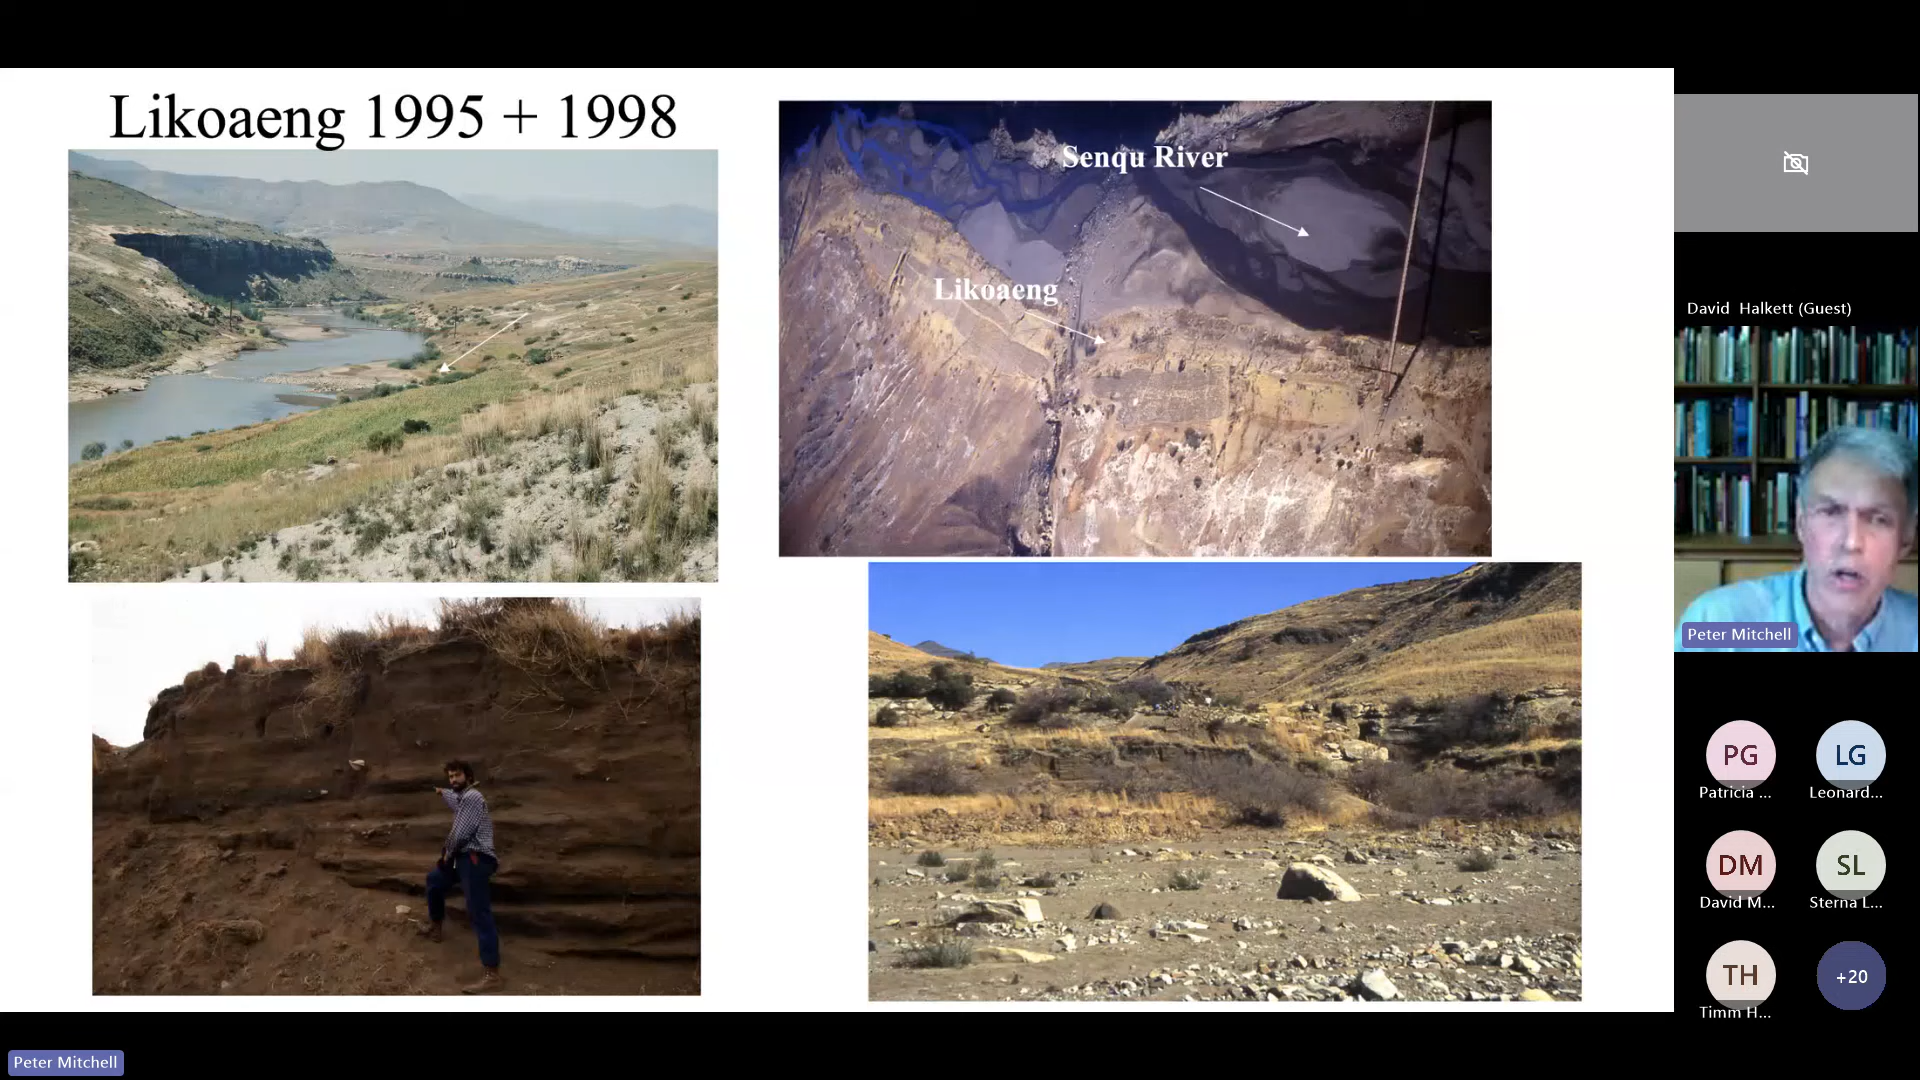 Likoaeng 1995 + 1998
Senqu River
Likoaeng
David Halkett (Guest)
Peter Mitchell
PG
Patricia ...
LG
Leonard...
DM
David M...
SL
Sterna L...
TH
Timm H...
+20
Peter Mitchell